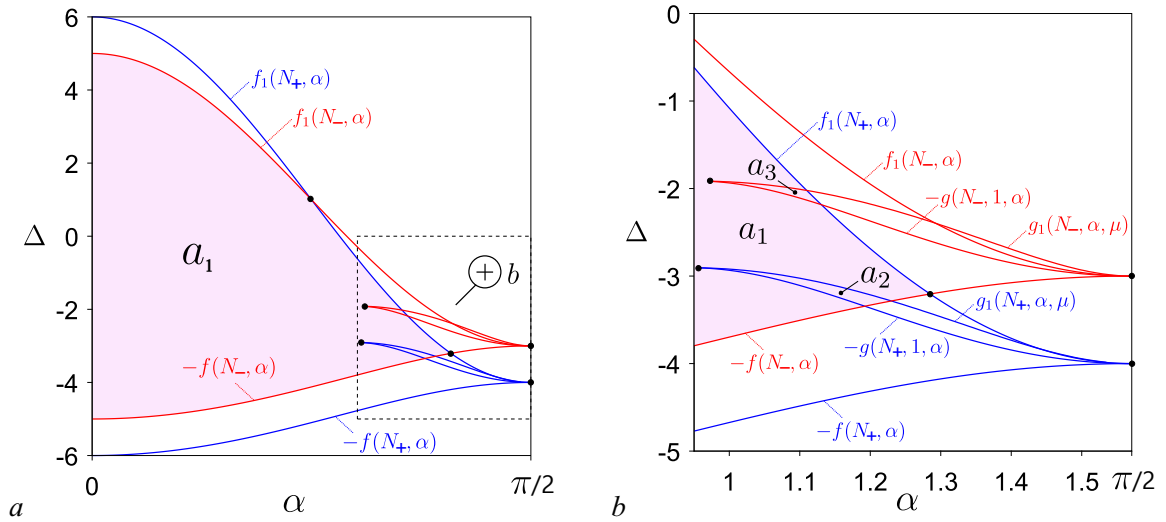 6
4
2
0
-2
-4
-6
Δ
0
α
π/2
f₁(N₊, α)
f₁(N₋, α)
a₁
b
−f(N₋, α)
−f(N₊, α)
a
0
-1
-2
-3
-4
-5
Δ
1
1.1
1.2
1.3
1.4
1.5
π/2
α
f₁(N₊, α)
f₁(N₋, α)
a₃
−g(N₋, 1, α)
g₁(N₋, α, μ)
a₁
a₂
g₁(N₊, α, μ)
−g(N₊, 1, α)
−f(N₋, α)
−f(N₊, α)
b